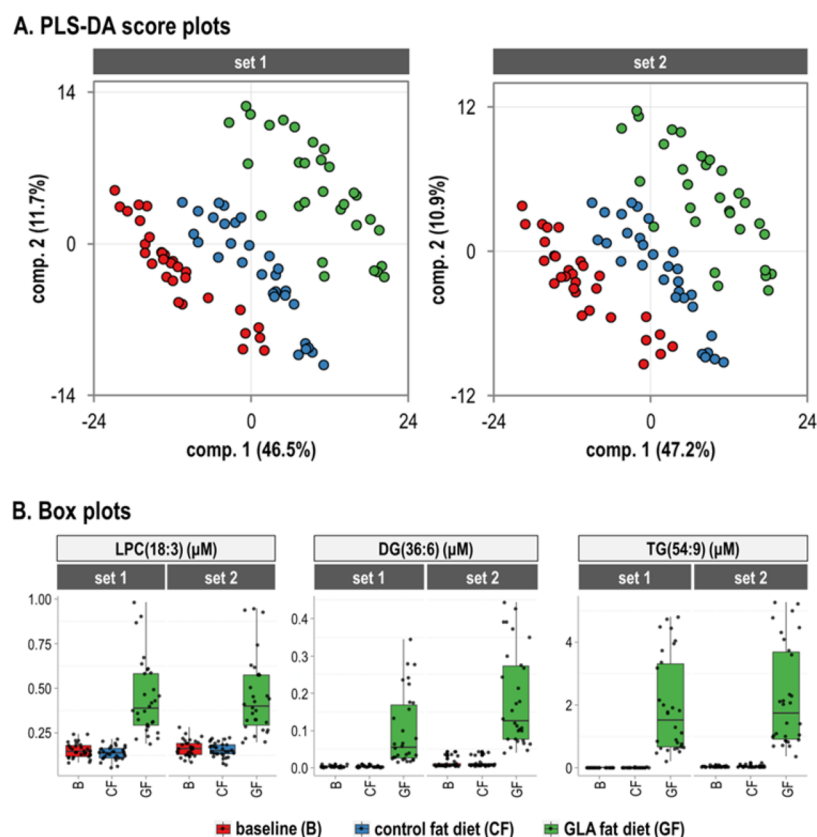 A. PLS-DA score plots
set 1
set 2
14
0
-14
comp. 2 (11.7%)
-24
0
24
comp. 1 (46.5%)
12
0
-12
comp. 2 (10.9%)
-24
0
24
comp. 1 (47.2%)
B. Box plots
LPC(18:3) (µM)
DG(36:6) (µM)
TG(54:9) (µM)
set 1
set 2
set 1
set 2
set 1
set 2
1.00
0.75
0.50
0.25
0.4
0.3
0.2
0.1
0.0
4
2
0
B
CF
GF
B
CF
GF
B
CF
GF
B
CF
GF
B
CF
GF
B
CF
GF
baseline (B)
control fat diet (CF)
GLA fat diet (GF)